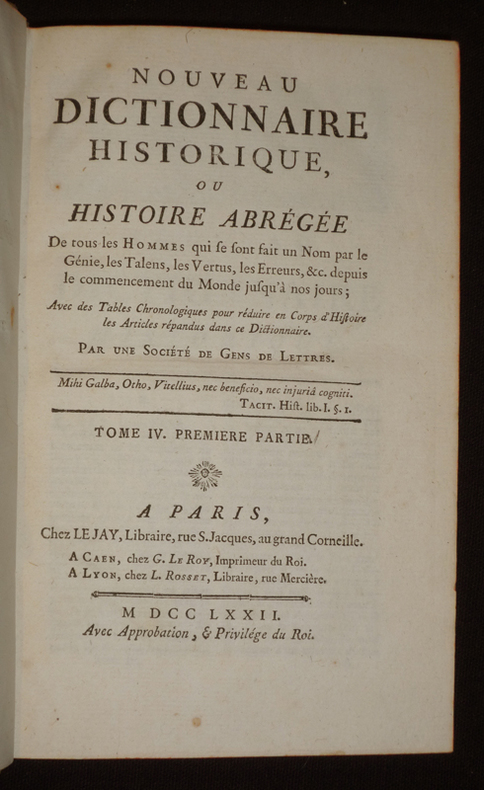 NOUVEAU
DICTIONNAIRE
HISTORIQUE,
OU
HISTOIRE ABRÉGÉE
De tous les HOMMES qui se sont fait un Nom par le
Génie, les Talens, les Vertus, les Erreurs, &c. depuis
le commencement du Monde jusqu'à nos jours;
Avec des Tables Chronologiques pour réduire en Corps d'Histoire
les Articles répandus dans ce Dictionnaire.
PAR UNE SOCIÉTÉ DE GENS DE LETTRES.
Mihi Galba, Otho, Vitellius, nec beneficio, nec injuriâ cogniti.
TACIT. Hist. lib. I. §. 1.
TOME IV. PREMIERE PARTIE.
A PARIS,
Chez LE JAY, Libraire, rue S. Jacques, au grand Corneille.
A CAEN, chez G. LE ROY, Imprimeur du Roi.
A LYON, chez L. ROSSET, Libraire, rue Mercière.
M DCC LXXII.
Avec Approbation, & Privilége du Roi.